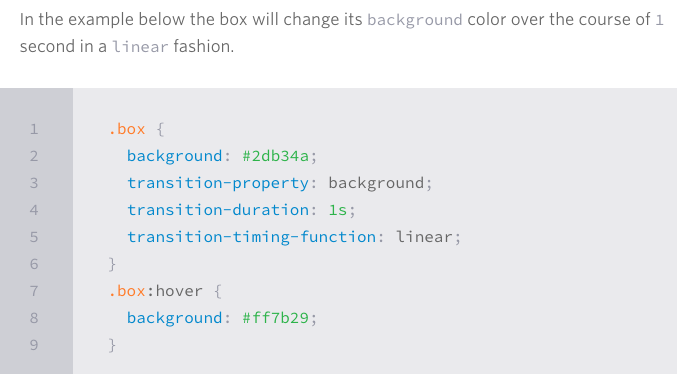 In the example below the box will change its background color over the course of 1
second in a linear fashion.
1 .box {
2 background: #2db34a;
3 transition-property: background;
4 transition-duration: 1s;
5 transition-timing-function: linear;
6 }
7 .box:hover {
8 background: #ff7b29;
9 }